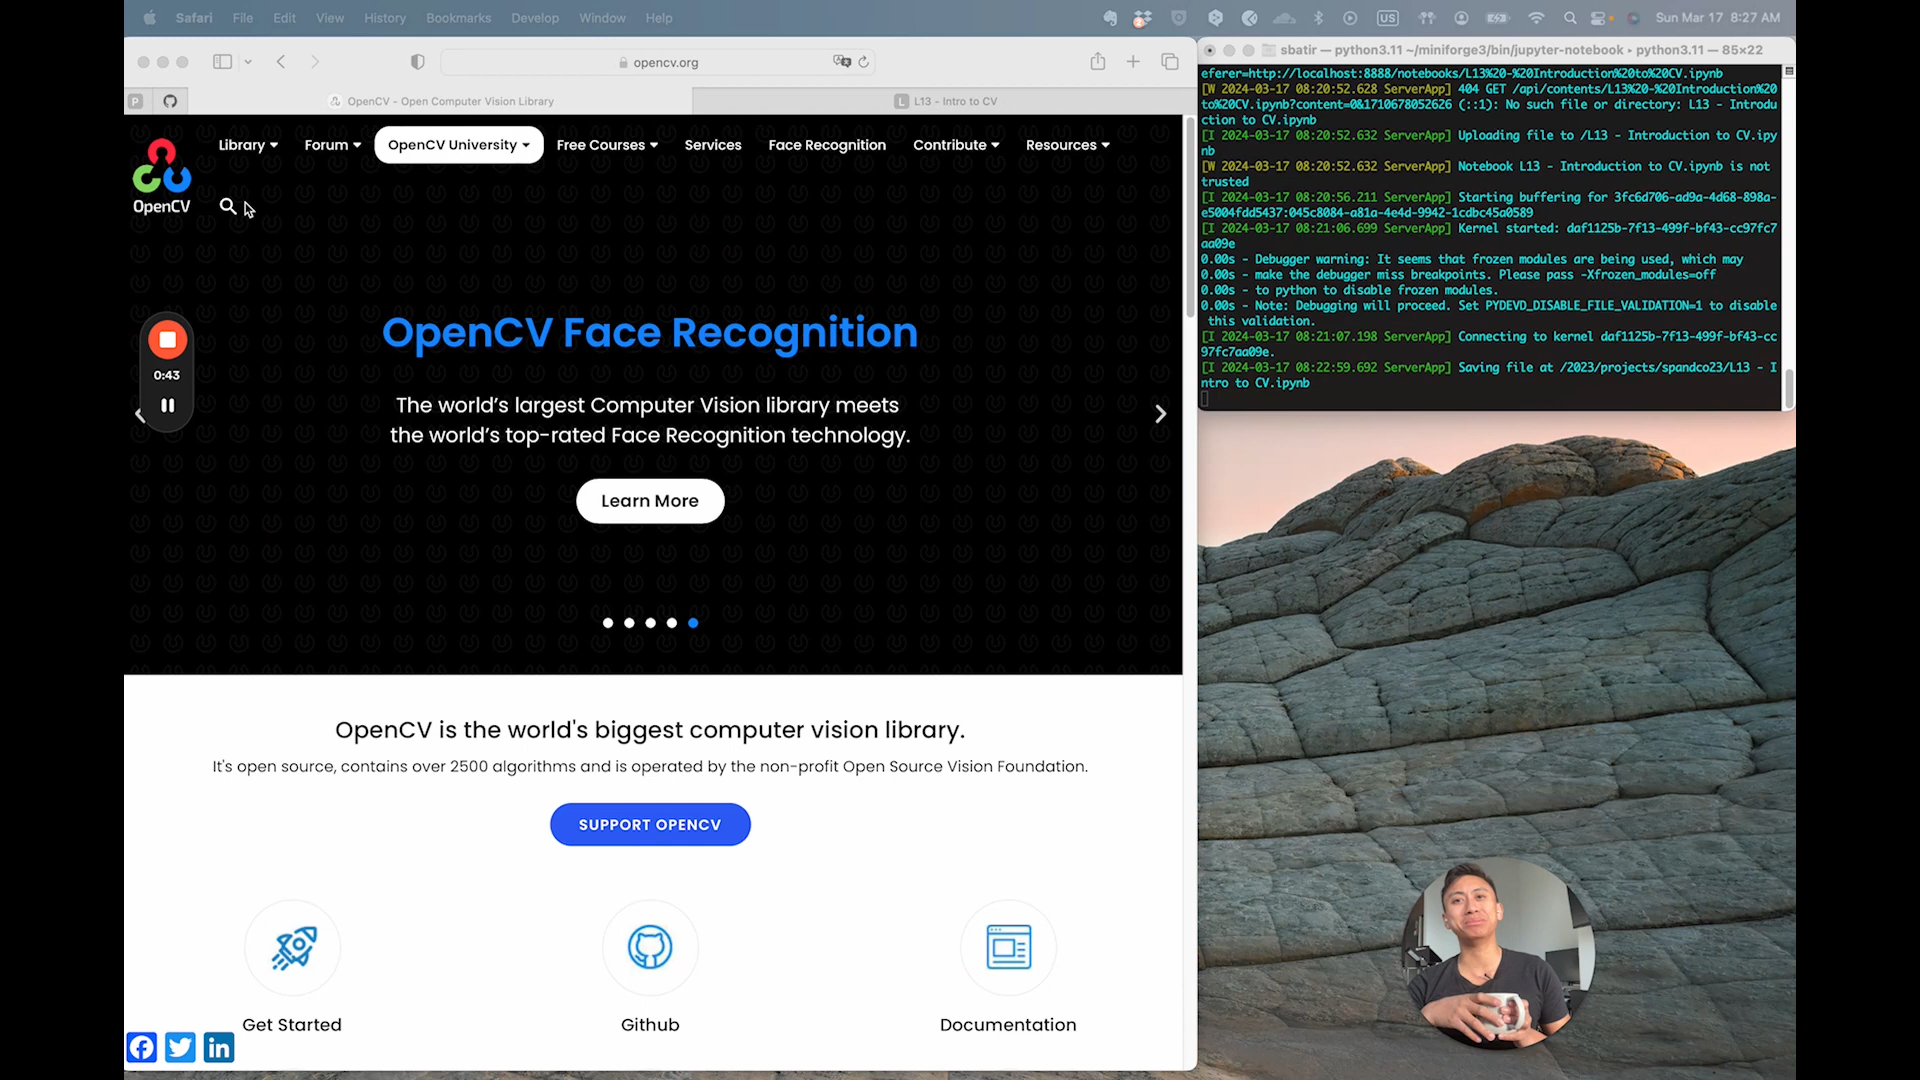 Safari File Edit View History Bookmarks Develop Window Help
US
Sun Mar 17 8:27 AM
opencv.org
P
OpenCV - Open Computer Vision Library
L
L13 - Intro to CV
OpenCV
Library
Forum
OpenCV University
Free Courses
Services
Face Recognition
Contribute
Resources
0:43
OpenCV Face Recognition
The world’s largest Computer Vision library meets
the world’s top-rated Face Recognition technology.
Learn More
OpenCV is the world's biggest computer vision library.
It's open source, contains over 2500 algorithms and is operated by the non-profit Open Source Vision Foundation.
SUPPORT OPENCV
Get Started
Github
Documentation
sbatir — python3.11 ~/miniforge3/bin/jupyter-notebook ▸ python3.11 — 85×22
eferer=http://localhost:8888/notebooks/L13%20-%20Introduction%20to%20CV.ipynb
[W 2024-03-17 08:20:52.628 ServerApp] 404 GET /api/contents/L13%20-%20Introduction%20
to%20CV.ipynb?content=0&1710678052626 (::1): No such file or directory: L13 - Introdu
ction to CV.ipynb
[I 2024-03-17 08:20:52.632 ServerApp] Uploading file to /L13 - Introduction to CV.ipy
nb
[W 2024-03-17 08:20:52.632 ServerApp] Notebook L13 - Introduction to CV.ipynb is not
trusted
[I 2024-03-17 08:20:56.211 ServerApp] Starting buffering for 3fc6d706-ad9a-4d68-898a-
e5004fdd5437:045c8084-a81a-4e4d-9942-1cdbc45a0589
[I 2024-03-17 08:21:06.699 ServerApp] Kernel started: daf1125b-7f13-499f-bf43-cc97fc7
aa09e
0.00s - Debugger warning: It seems that frozen modules are being used, which may
0.00s - make the debugger miss breakpoints. Please pass -Xfrozen_modules=off
0.00s - to python to disable frozen modules.
0.00s - Note: Debugging will proceed. Set PYDEVD_DISABLE_FILE_VALIDATION=1 to disable
this validation.
[I 2024-03-17 08:21:07.198 ServerApp] Connecting to kernel daf1125b-7f13-499f-bf43-cc
97fc7aa09e.
[I 2024-03-17 08:22:59.692 ServerApp] Saving file at /2023/projects/spandco23/L13 - I
ntro to CV.ipynb